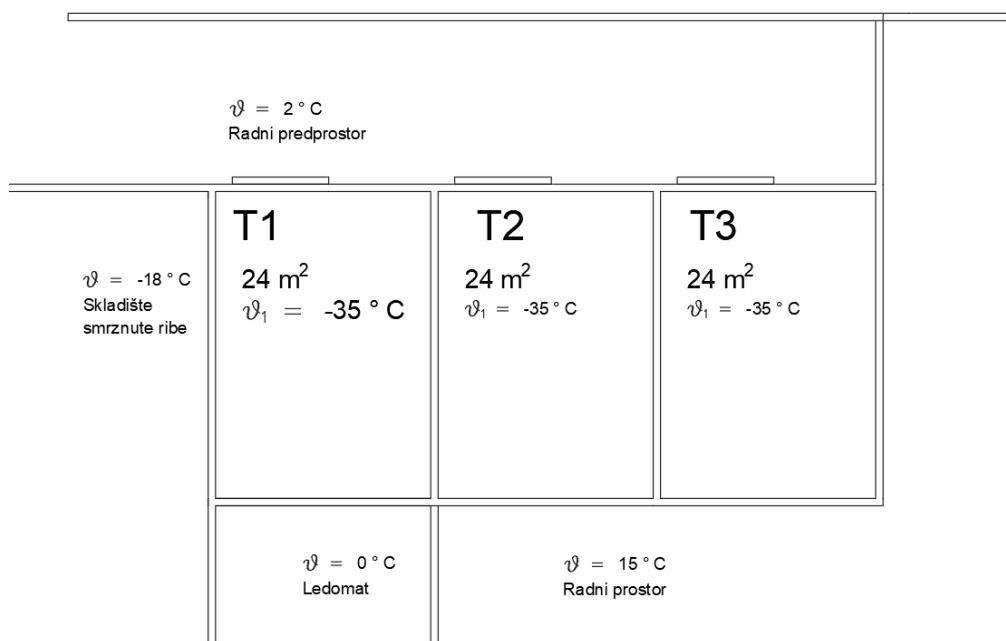 ϑ = 2 ° C
Radni predprostor
T1
24 m²
ϑ₁ = -35 ° C
T2
24 m²
ϑ₁ = -35 ° C
T3
24 m²
ϑ₁ = -35 ° C
ϑ = -18 ° C
Skladište
smrznute ribe
ϑ = 0 ° C
Ledomat
ϑ = 15 ° C
Radni prostor